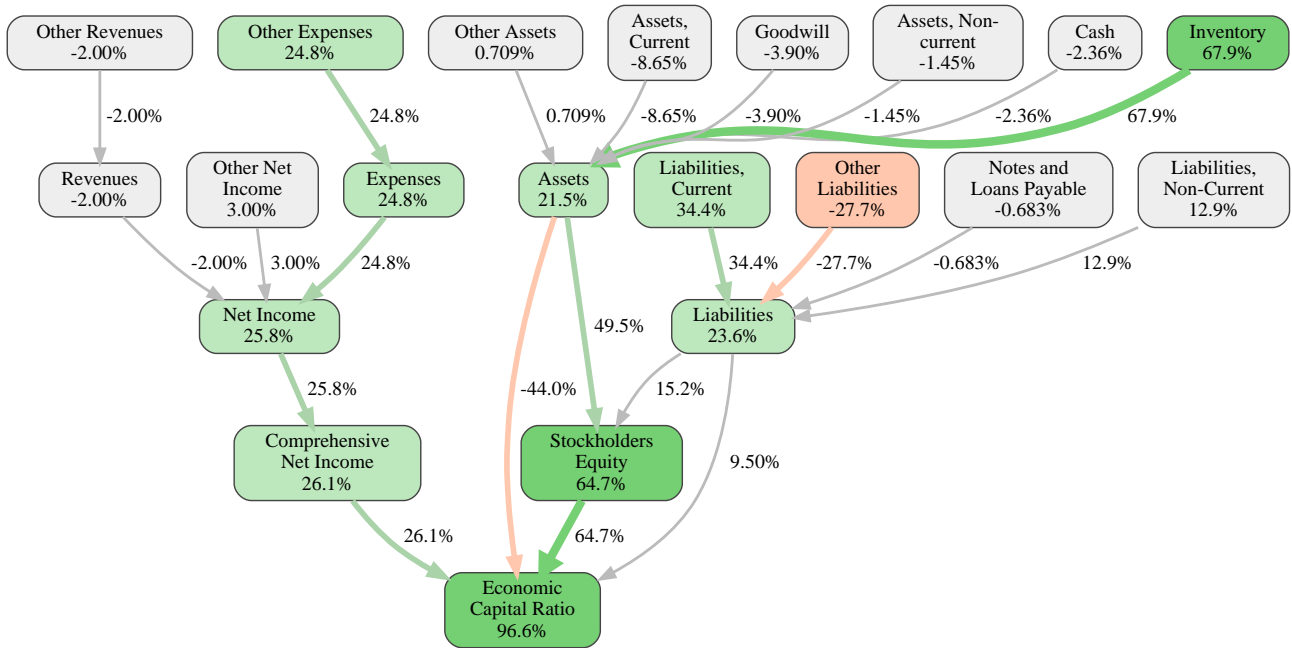 Other Revenues
-2.00%
Other Expenses
24.8%
Other Assets
0.709%
Assets,
Current
-8.65%
Goodwill
-3.90%
Assets, Non-
current
-1.45%
Cash
-2.36%
Inventory
67.9%
-2.00%
24.8%
0.709%
-8.65%
-3.90%
-1.45%
-2.36%
67.9%
Revenues
-2.00%
Other Net
Income
3.00%
Expenses
24.8%
Assets
21.5%
Liabilities,
Current
34.4%
Other
Liabilities
-27.7%
Notes and
Loans Payable
-0.683%
Liabilities,
Non-Current
12.9%
-2.00%
3.00%
24.8%
34.4%
-27.7%
-0.683%
12.9%
Net Income
25.8%
49.5%
Liabilities
23.6%
25.8%
-44.0%
15.2%
Comprehensive
Net Income
26.1%
Stockholders
Equity
64.7%
9.50%
26.1%
64.7%
Economic
Capital Ratio
96.6%